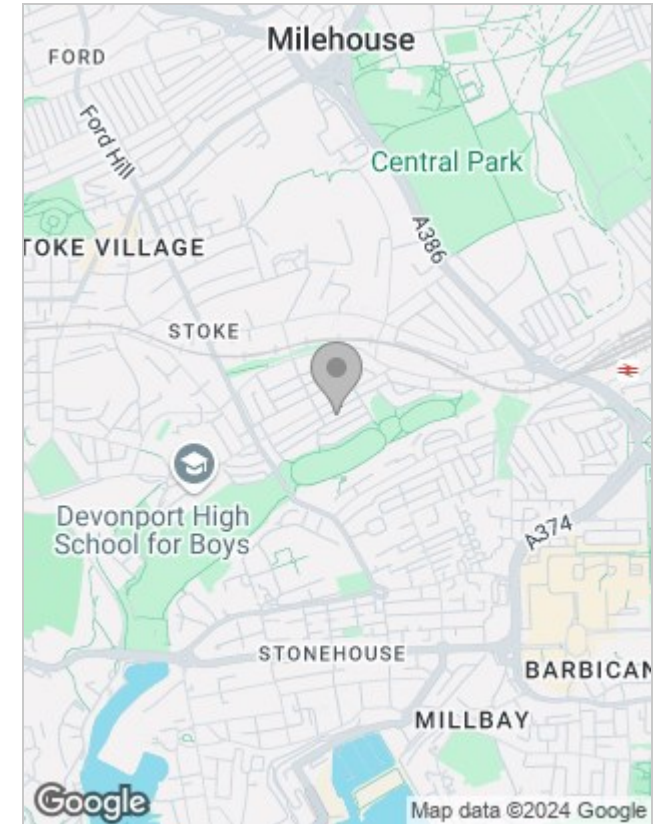 Milehouse
FORD
Ford Hill
Central Park
A386
TOKE VILLAGE
STOKE
Devonport High
School for Boys
A374
STONEHOUSE
BARBICAN
MILLBAY
Google
Map data ©2024 Google